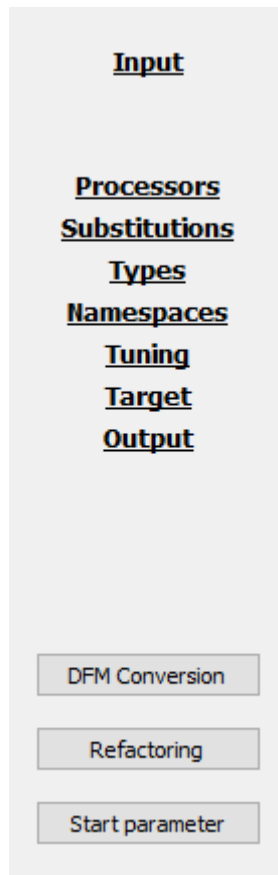 Input
Processors
Substitutions
Types
Namespaces
Tuning
Target
Output
DFM Conversion
Refactoring
Start parameter